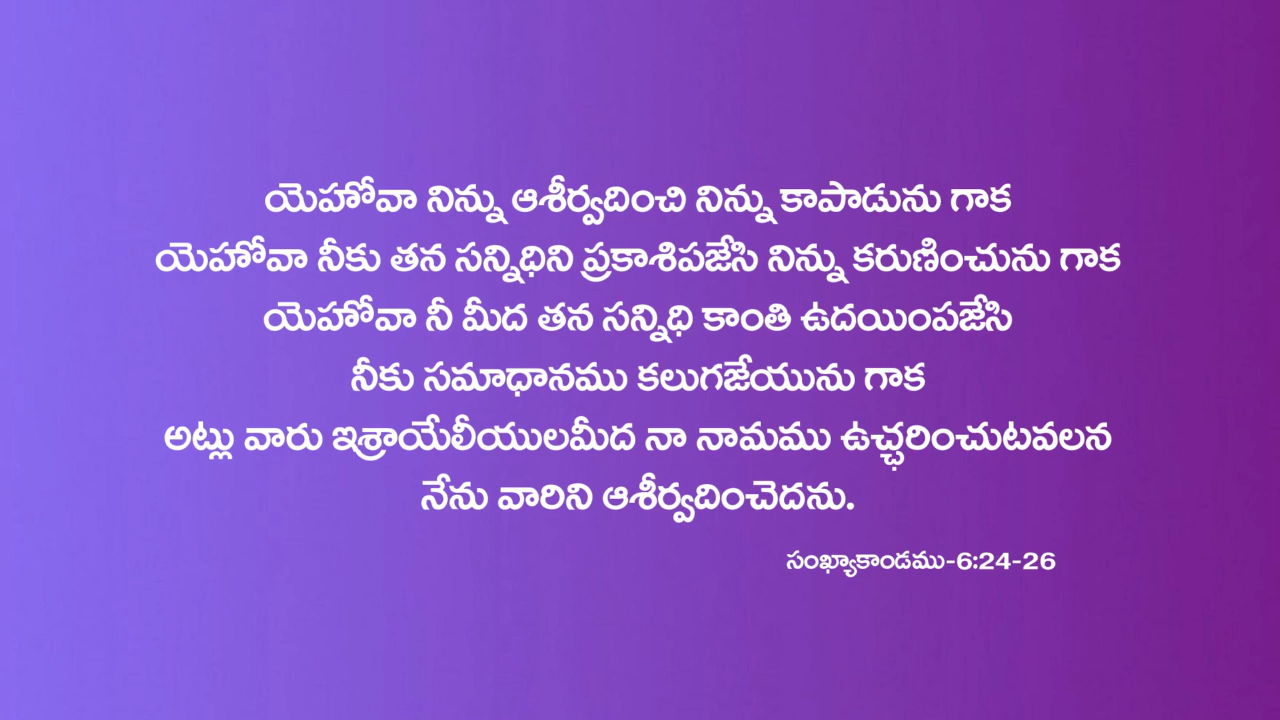 యెహోవా నిన్ను ఆశీర్వదించి నిన్ను కాపాడును గాక
యెహోవా నీకు తన సన్నిధిని ప్రకాశిపజేసి నిన్ను కరుణించును గాక
యెహోవా నీ మీద తన సన్నిధి కాంతి ఉదయింపజేసి
నీకు సమాధానము కలుగజేయును గాక
అట్లు వారు ఇశ్రాయేలీయులమీద నా నామము ఉచ్ఛరించుటవలన
నేను వారిని ఆశీర్వదించెదను.
సంఖ్యాకాండము-6:24-26